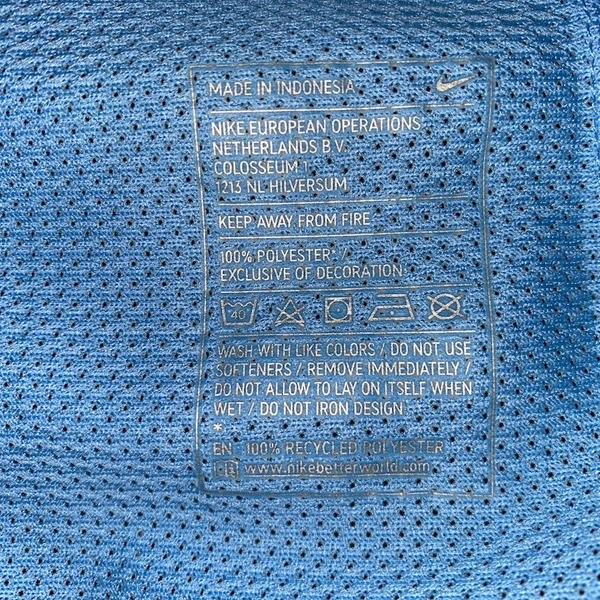 MADE IN INDONESIA
NIKE EUROPEAN OPERATIONS
NETHERLANDS B.V.
COLOSSEUM 1
1213 NL HILVERSUM
KEEP AWAY FROM FIRE
100% POLYESTER* /
EXCLUSIVE OF DECORATION
40
WASH WITH LIKE COLORS / DO NOT USE
SOFTENERS / REMOVE IMMEDIATELY /
DO NOT ALLOW TO LAY ON ITSELF WHEN
WET / DO NOT IRON DESIGN
*
EN 100% RECYCLED POLYESTER
www.nikebetterworld.com